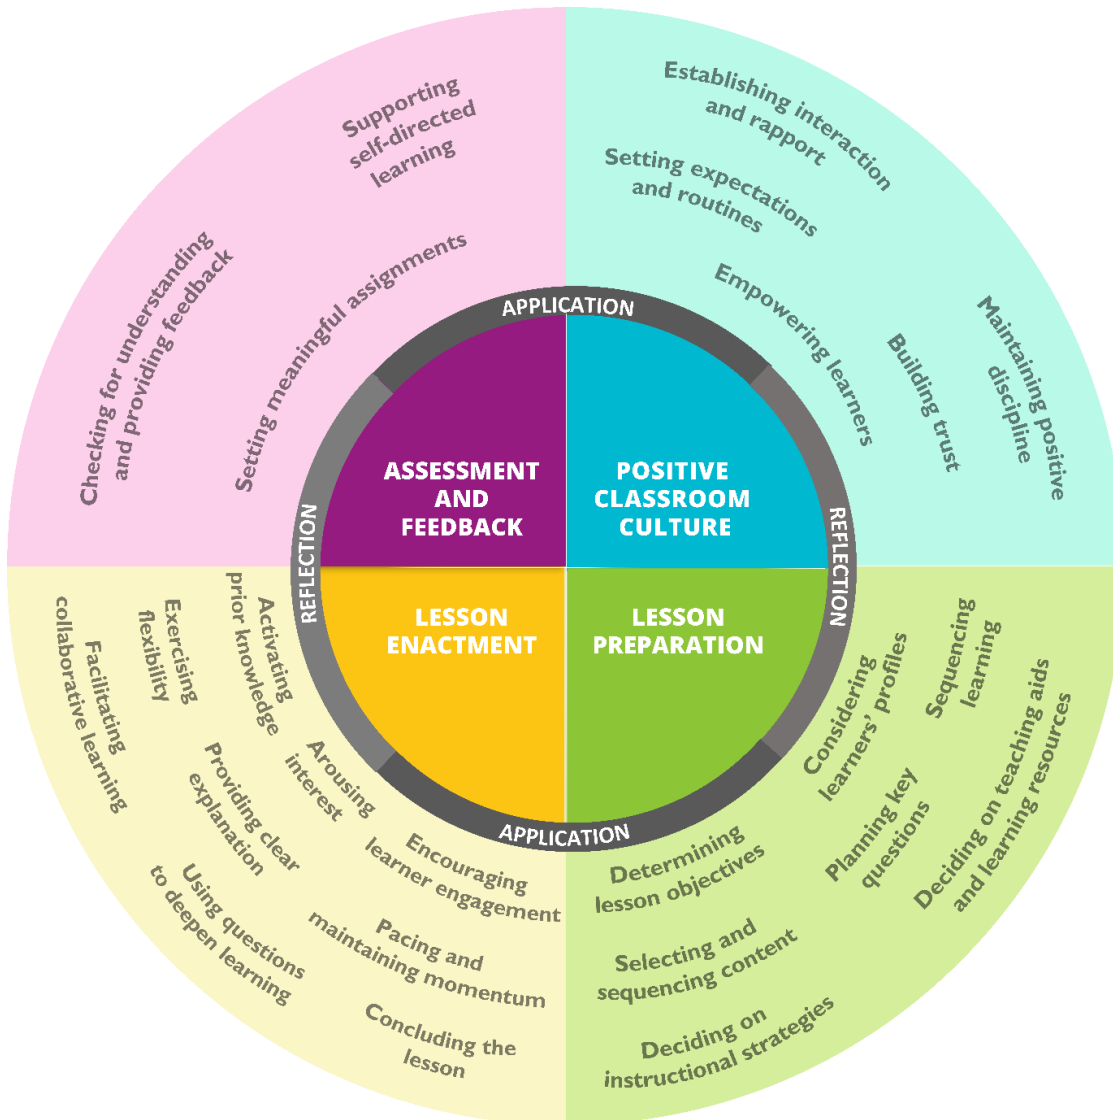 Supporting
self-directed
learning
Checking for understanding
and providing feedback
Setting meaningful assignments
Establishing interaction
and rapport
Setting expectations
and routines
Empowering learners
Building trust
Maintaining positive
discipline
APPLICATION
REFLECTION
ASSESSMENT
AND
FEEDBACK
POSITIVE
CLASSROOM
CULTURE
REFLECTION
LESSON
ENACTMENT
LESSON
PREPARATION
APPLICATION
Activating
prior knowledge
Exercising
flexibility
Facilitating
collaborative learning
Arousing
interest
Providing clear
explanation
Encouraging
learner engagement
Using questions
to deepen learning
Pacing and
maintaining momentum
Concluding the
lesson
Considering
learners' profiles
Sequencing
learning
Determining
lesson objectives
Planning key
questions
Deciding on teaching aids
and learning resources
Selecting and
sequencing content
Deciding on
instructional strategies